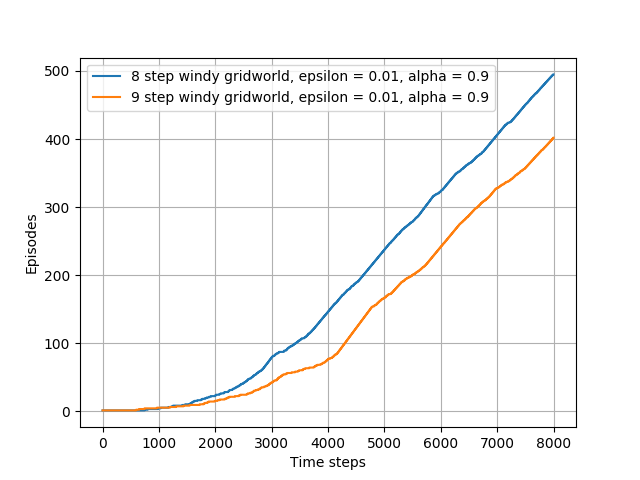 8 step windy gridworld, epsilon = 0.01, alpha = 0.9
9 step windy gridworld, epsilon = 0.01, alpha = 0.9
500
400
300
200
100
0
Episodes
0 1000 2000 3000 4000 5000 6000 7000 8000
Time steps